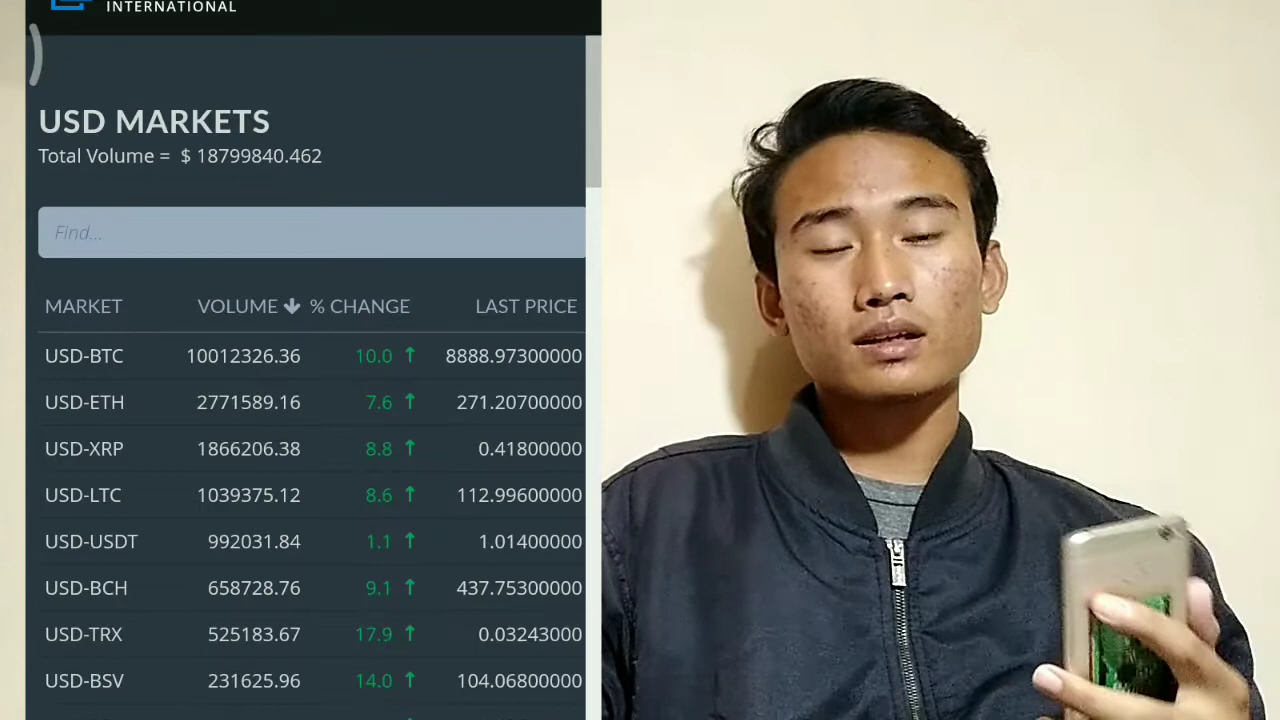 INTERNATIONAL
USD MARKETS
Total Volume = $ 18799840.462
Find...
MARKET VOLUME ↓ % CHANGE LAST PRICE
USD-BTC 10012326.36 10.0 ↑ 8888.97300000
USD-ETH 2771589.16 7.6 ↑ 271.20700000
USD-XRP 1866206.38 8.8 ↑ 0.41800000
USD-LTC 1039375.12 8.6 ↑ 112.99600000
USD-USDT 992031.84 1.1 ↑ 1.01400000
USD-BCH 658728.76 9.1 ↑ 437.75300000
USD-TRX 525183.67 17.9 ↑ 0.03243000
USD-BSV 231625.96 14.0 ↑ 104.06800000